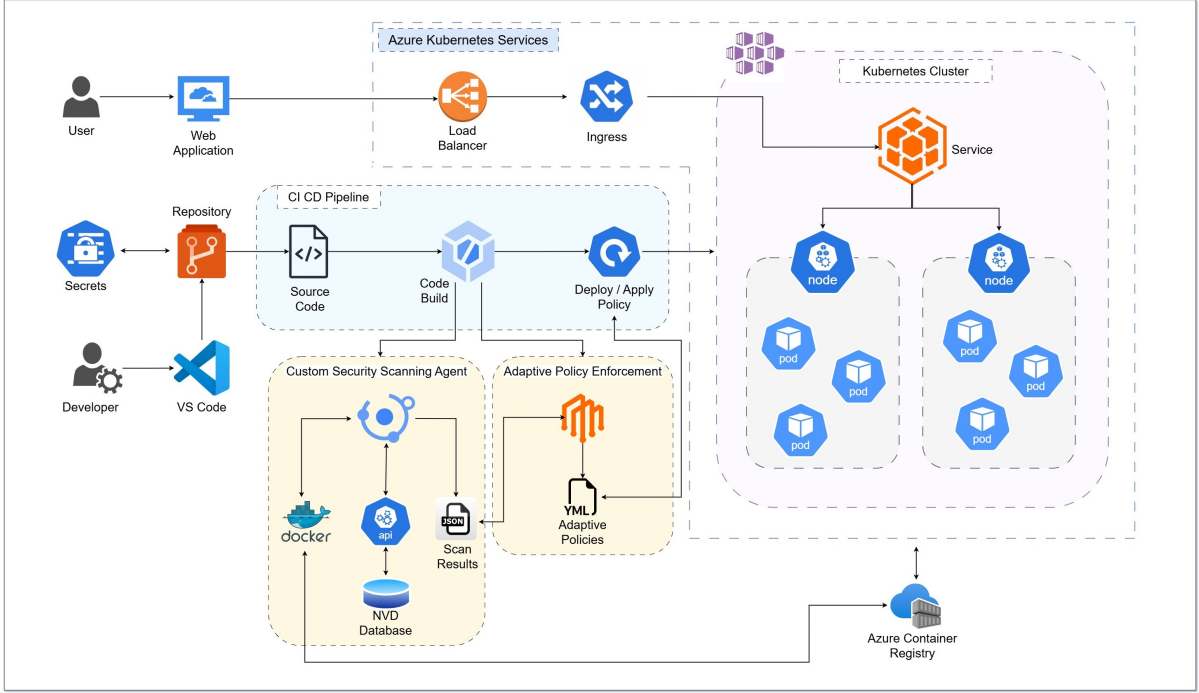 Azure Kubernetes Services
Kubernetes Cluster
User
Web
Application
Load
Balancer
Ingress
Service
CI CD Pipeline
Repository
Secrets
Source
Code
Code
Build
Deploy / Apply
Policy
node
node
pod
pod
pod
pod
pod
pod
Developer
VS Code
Custom Security Scanning Agent
Adaptive Policy Enforcement
docker
api
JSON
Scan
Results
YML
Adaptive
Policies
NVD
Database
Azure Container
Registry